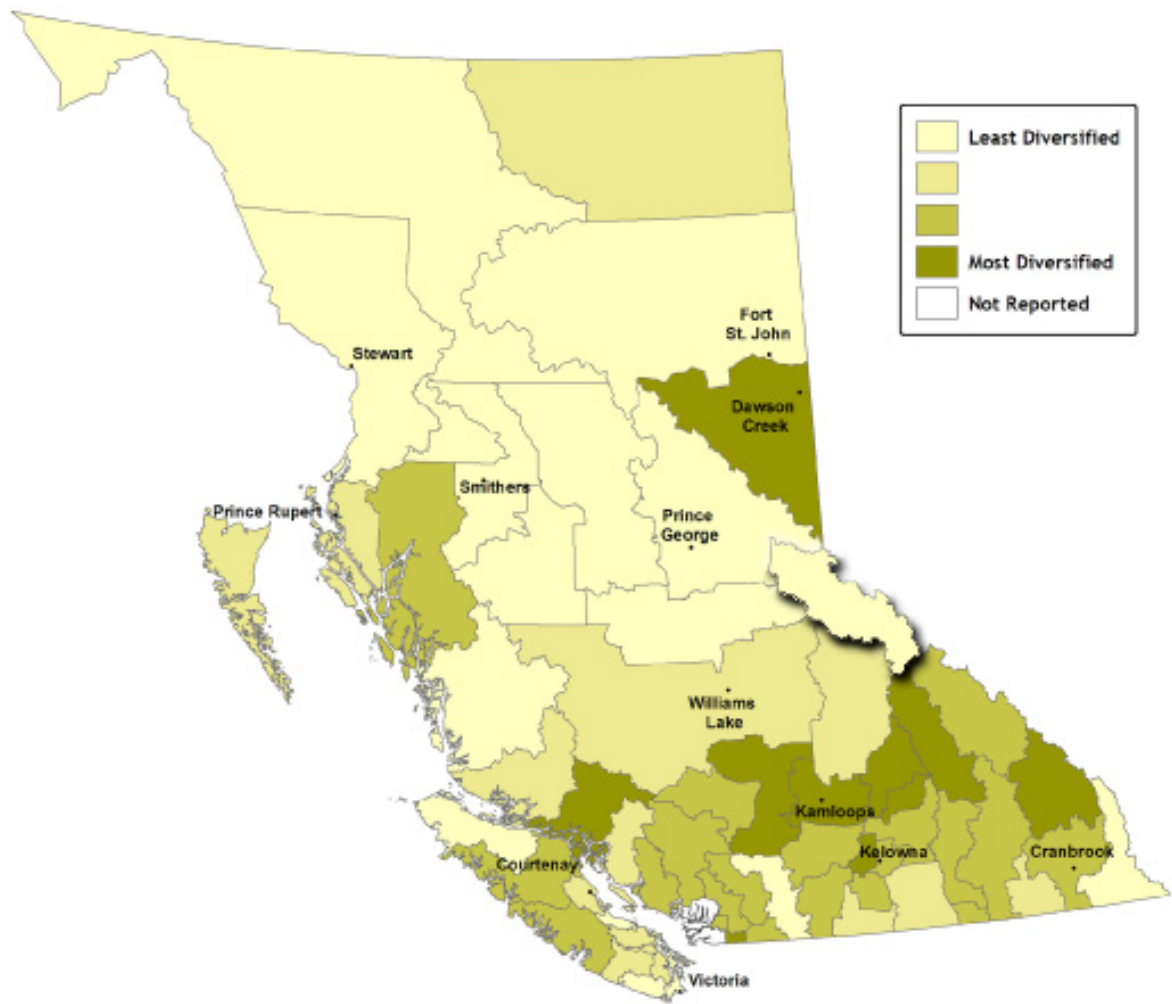 Least Diversified
Most Diversified
Not Reported
Fort
St. John
Stewart
Dawson
Creek
Smithers
Prince Rupert
Prince
George
Williams
Lake
Kamloops
Courtenay
Kelowna
Cranbrook
Victoria